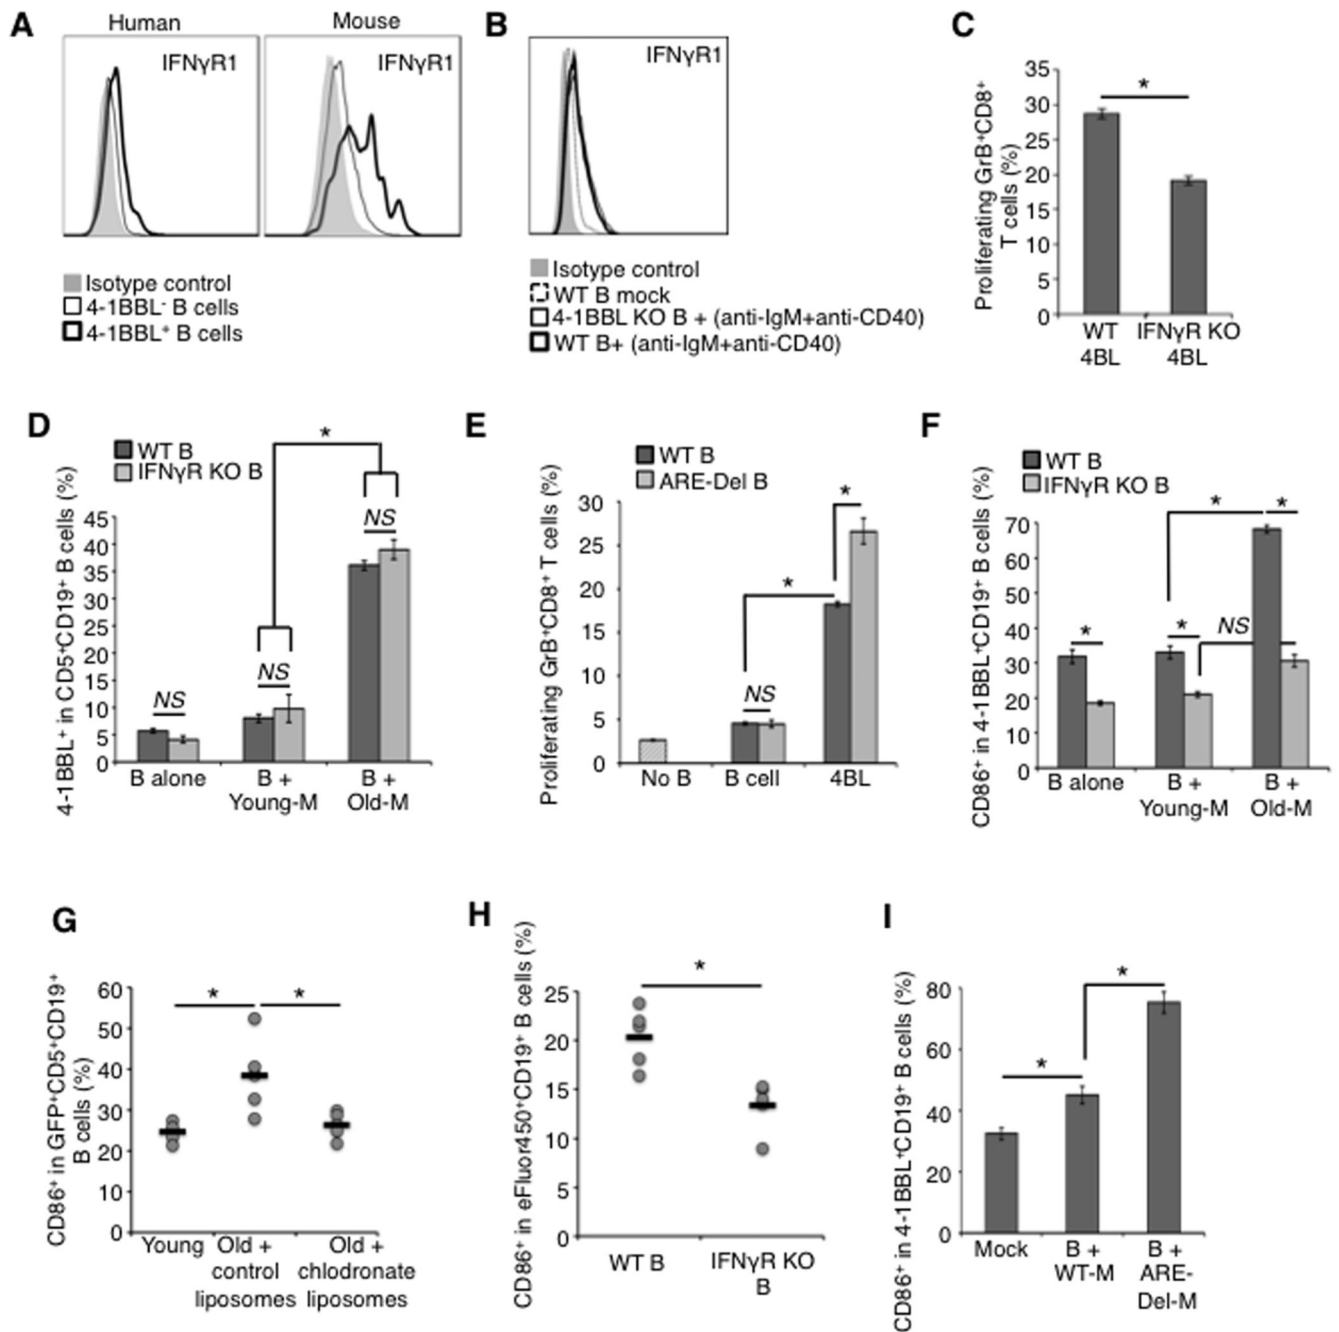 A
Human
Mouse
IFNγR1
IFNγR1
Isotype control
4-1BBL⁻ B cells
4-1BBL⁺ B cells
B
IFNγR1
Isotype control
WT B mock
4-1BBL KO B + (anti-IgM+anti-CD40)
WT B+ (anti-IgM+anti-CD40)
C
Proliferating GrB⁺CD8⁺
T cells (%)
35
30
25
20
15
10
5
0
*
WT
4BL
IFNγR KO
4BL
D
WT B
IFNγR KO B
4-1BBL⁺ in CD5⁺CD19⁺ B cells (%)
45
40
35
30
25
20
15
10
5
0
*
NS
NS
NS
B alone
B +
Young-M
B +
Old-M
E
WT B
ARE-Del B
Proliferating GrB⁺CD8⁺ T cells (%)
30
25
20
15
10
5
0
*
*
NS
No B
B cell
4BL
F
WT B
IFNγR KO B
CD86⁺ in 4-1BBL⁺CD19⁺ B cells (%)
70
60
50
40
30
20
10
0
*
*
*
*
NS
B alone
B +
Young-M
B +
Old-M
G
CD86⁺ in GFP⁺CD5⁺CD19⁺
B cells (%)
60
50
40
30
20
10
0
*
*
Young
Old +
control
liposomes
Old +
chlodronate
liposomes
H
CD86⁺ in eFluor450⁺CD19⁺ B cells (%)
25
20
15
10
5
0
*
WT B
IFNγR KO
B
I
CD86⁺ in 4-1BBL⁺CD19⁺ B cells (%)
80
60
40
20
0
*
*
Mock
B +
WT-M
B +
ARE-
Del-M